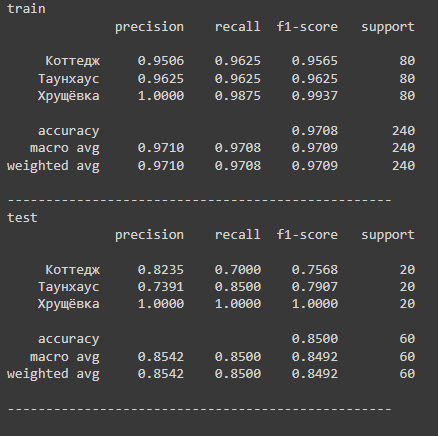 train
precision recall f1-score support
Коттедж 0.9506 0.9625 0.9565 80
Таунхаус 0.9625 0.9625 0.9625 80
Хрущёвка 1.0000 0.9875 0.9937 80
accuracy 0.9708 240
macro avg 0.9710 0.9708 0.9709 240
weighted avg 0.9710 0.9708 0.9709 240
--------------------------------------------------
test
precision recall f1-score support
Коттедж 0.8235 0.7000 0.7568 20
Таунхаус 0.7391 0.8500 0.7907 20
Хрущёвка 1.0000 1.0000 1.0000 20
accuracy 0.8500 60
macro avg 0.8542 0.8500 0.8492 60
weighted avg 0.8542 0.8500 0.8492 60
--------------------------------------------------